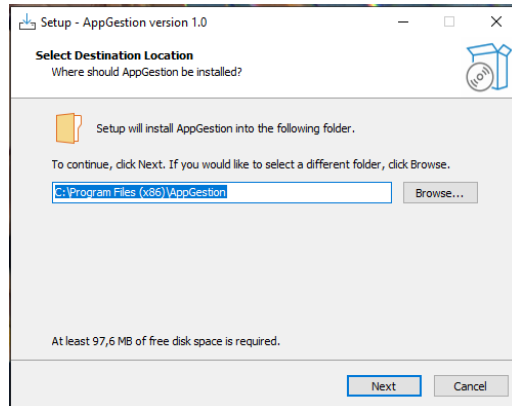 Setup - AppGestion version 1.0
Select Destination Location
Where should AppGestion be installed?
Setup will install AppGestion into the following folder.
To continue, click Next. If you would like to select a different folder, click Browse.
C:\Program Files (x86)\AppGestion
Browse...
At least 97,6 MB of free disk space is required.
Next
Cancel